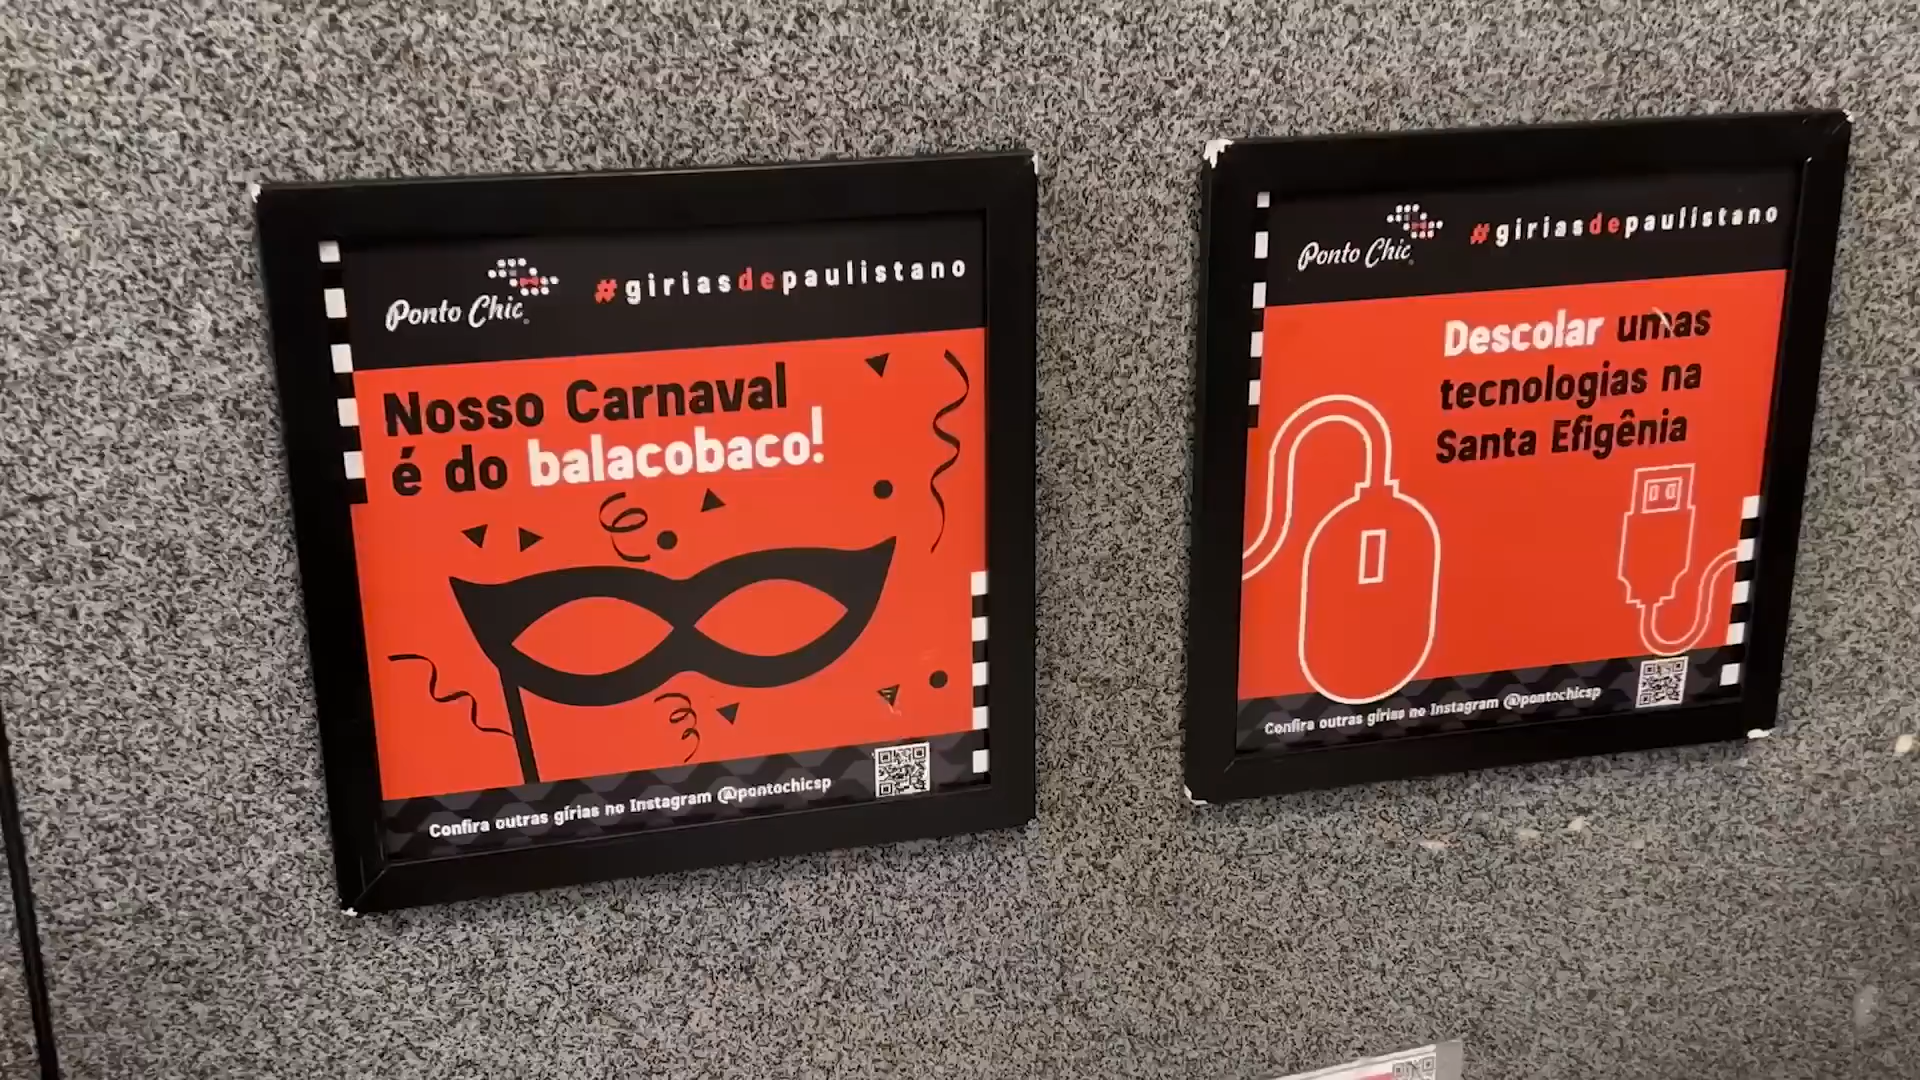 Ponto Chic
#giriasdepaulistano
Nosso Carnaval
é do balacobaco!
Confira outras gírias no Instagram @pontochicsp
Ponto Chic
#giriasdepaulistano
Descolar umas
tecnologias na
Santa Efigênia
Confira outras gírias no Instagram @pontochicsp